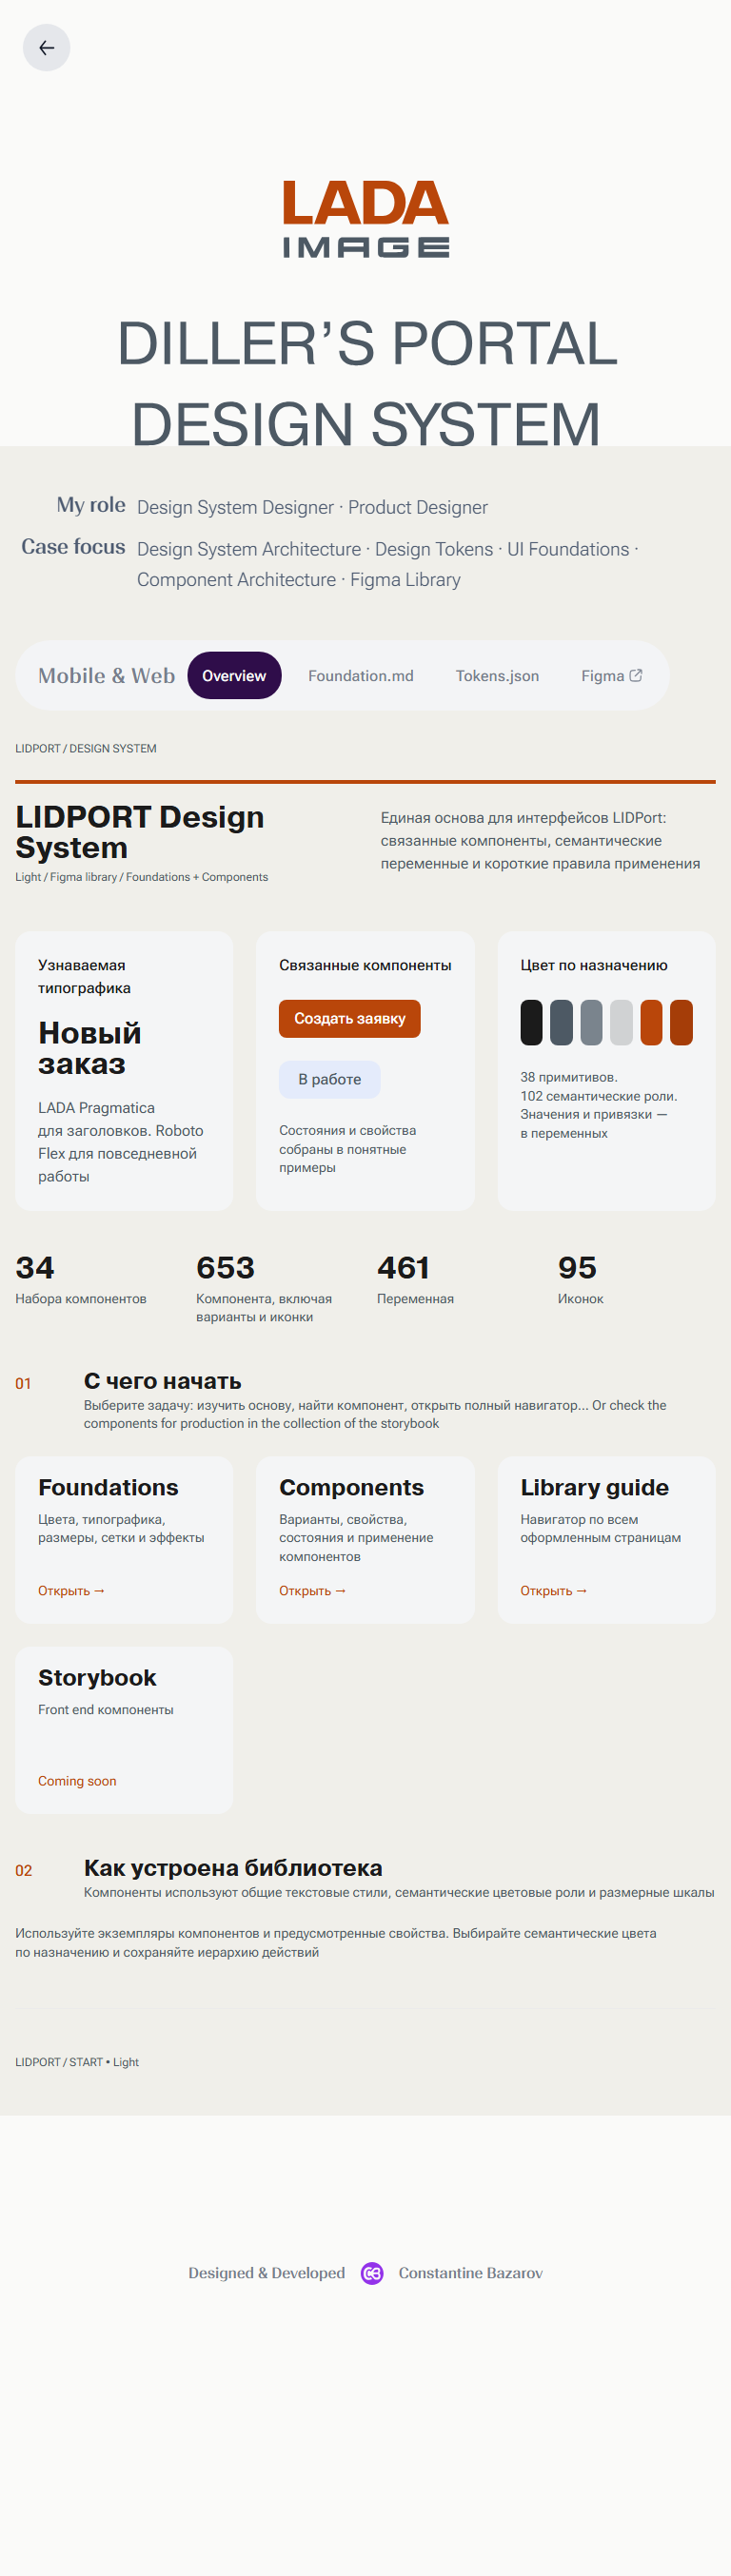 LADA
IMAGE
DILLER’S PORTAL
DESIGN SYSTEM
My role
Design System Designer · Product Designer
Case focus
Design System Architecture · Design Tokens · UI Foundations ·
Component Architecture · Figma Library
Mobile & Web
Overview
Foundation.md
Tokens.json
Figma
LIDPORT / DESIGN SYSTEM
LIDPORT Design
System
Light / Figma library / Foundations + Components
Единая основа для интерфейсов LIDPort:
связанные компоненты, семантические
переменные и короткие правила применения
Узнаваемая
типографика
Новый
заказ
LADA Pragmatica
для заголовков. Roboto
Flex для повседневной
работы
Связанные компоненты
Создать заявку
В работе
Состояния и свойства
собраны в понятные
примеры
Цвет по назначению
38 примитивов.
102 семантические роли.
Значения и привязки —
в переменных
34
Набора компонентов
653
Компонента, включая
варианты и иконки
461
Переменная
95
Иконок
01
С чего начать
Выберите задачу: изучить основу, найти компонент, открыть полный навигатор... Or check the
components for production in the collection of the storybook
Foundations
Цвета, типографика,
размеры, сетки и эффекты
Открыть →
Components
Варианты, свойства,
состояния и применение
компонентов
Открыть →
Library guide
Навигатор по всем
оформленным страницам
Открыть →
Storybook
Front end компоненты
Coming soon
02
Как устроена библиотека
Компоненты используют общие текстовые стили, семантические цветовые роли и размерные шкалы
Используйте экземпляры компонентов и предусмотренные свойства. Выбирайте семантические цвета
по назначению и сохраняйте иерархию действий
LIDPORT / START • Light
Designed & Developed
CB
Constantine Bazarov